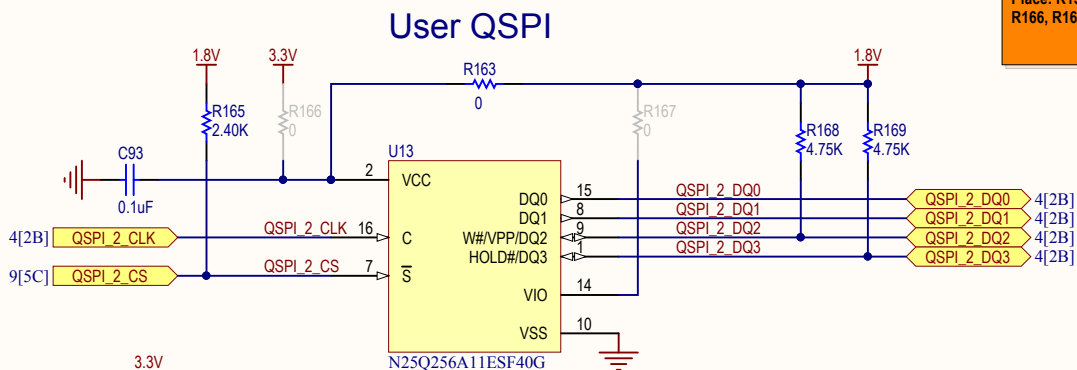 User QSPI
Place: R15
R166, R16
1.8V
3.3V
R163
0
1.8V
R165
2.40K
R166
0
R167
0
R168
4.75K
R169
4.75K
C93
0.1uF
U13
2 VCC
DQ0 15 QSPI_2_DQ0 QSPI_2_DQ0 4[2B]
DQ1 8 QSPI_2_DQ1 QSPI_2_DQ1 4[2B]
4[2B] QSPI_2_CLK QSPI_2_CLK 16 C
W#/VPP/DQ2 9 QSPI_2_DQ2 QSPI_2_DQ2 4[2B]
HOLD#/DQ3 1 QSPI_2_DQ3 QSPI_2_DQ3 4[2B]
9[5C] QSPI_2_CS QSPI_2_CS 7 S
VIO 14
VSS 10
N25Q256A11ESF40G
3.3V